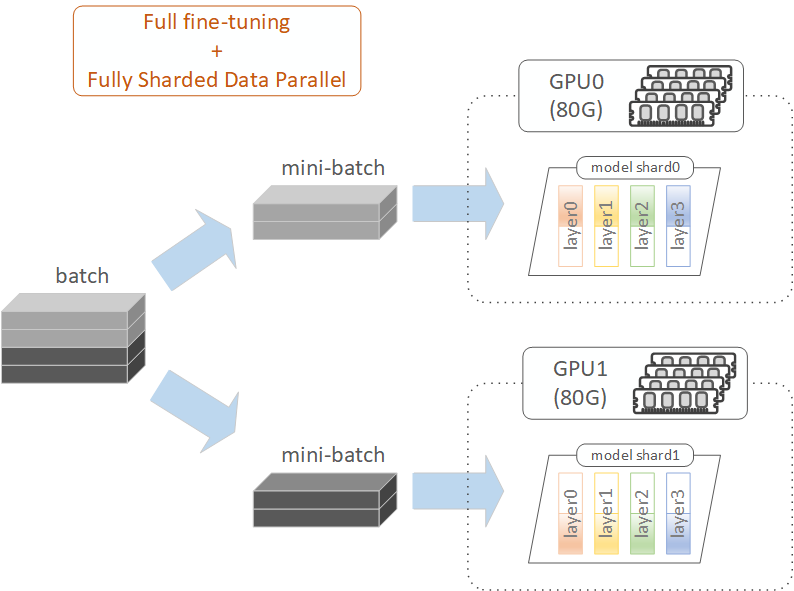 Full fine-tuning
+
Fully Sharded Data Parallel
batch
mini-batch
GPU0
(80G)
model shard0
layer0
layer1
layer2
layer3
mini-batch
GPU1
(80G)
model shard1
layer0
layer1
layer2
layer3